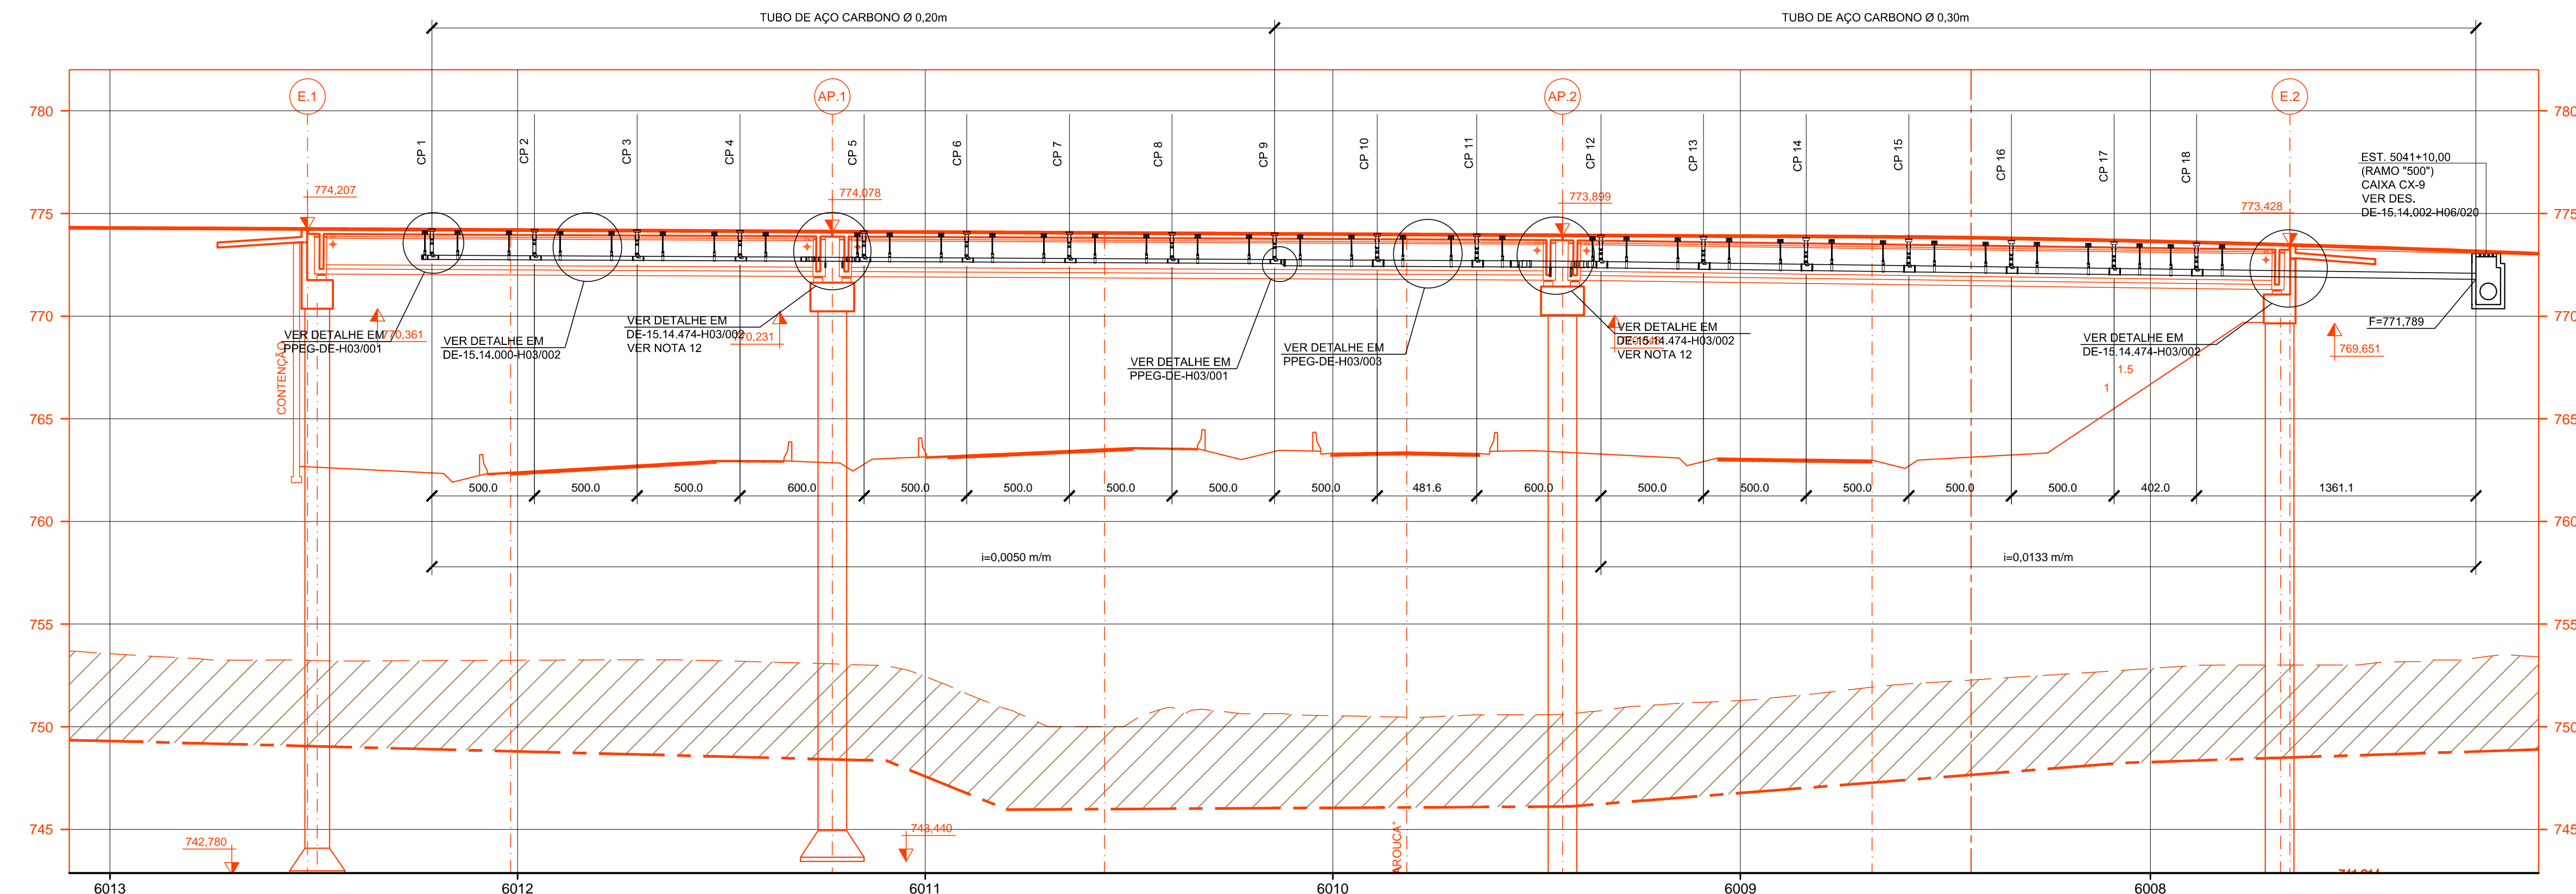 TUBO DE AÇO CARBONO Ø 0,20m
TUBO DE AÇO CARBONO Ø 0,30m
E.1
AP.1
AP.2
E.2
780
780
CP 1
CP 2
CP 3
CP 4
CP 5
CP 6
CP 7
CP 8
CP 9
CP 10
CP 11
CP 12
CP 13
CP 14
CP 15
CP 16
CP 17
CP 18
EST. 5041+10,00
(RAMO "500")
CAIXA CX-9
VER DES.
DE-15.14.002-H06/020
774,207
774,078
773,899
773,428
775
775
770
770
VER DETALHE EM
PPEG-DE-H03/001
770,361
VER DETALHE EM
DE-15.14.000-H03/002
VER DETALHE EM
DE-15.14.474-H03/002
VER NOTA 12
770,231
VER DETALHE EM
PPEG-DE-H03/001
VER DETALHE EM
PPEG-DE-H03/003
VER DETALHE EM
DE-15.14.474-H03/002
VER NOTA 12
VER DETALHE EM
DE-15.14.474-H03/002
F=771,789
769,651
CONTENÇÃO
1.5
1
765
765
500.0
500.0
500.0
600.0
500.0
500.0
500.0
500.0
500.0
481.6
600.0
500.0
500.0
500.0
500.0
500.0
402.0
1361.1
760
760
i=0,0050 m/m
i=0,0133 m/m
755
755
750
750
745
745
742,780
743,440
AROUCA"
6013
6012
6011
6010
6009
6008